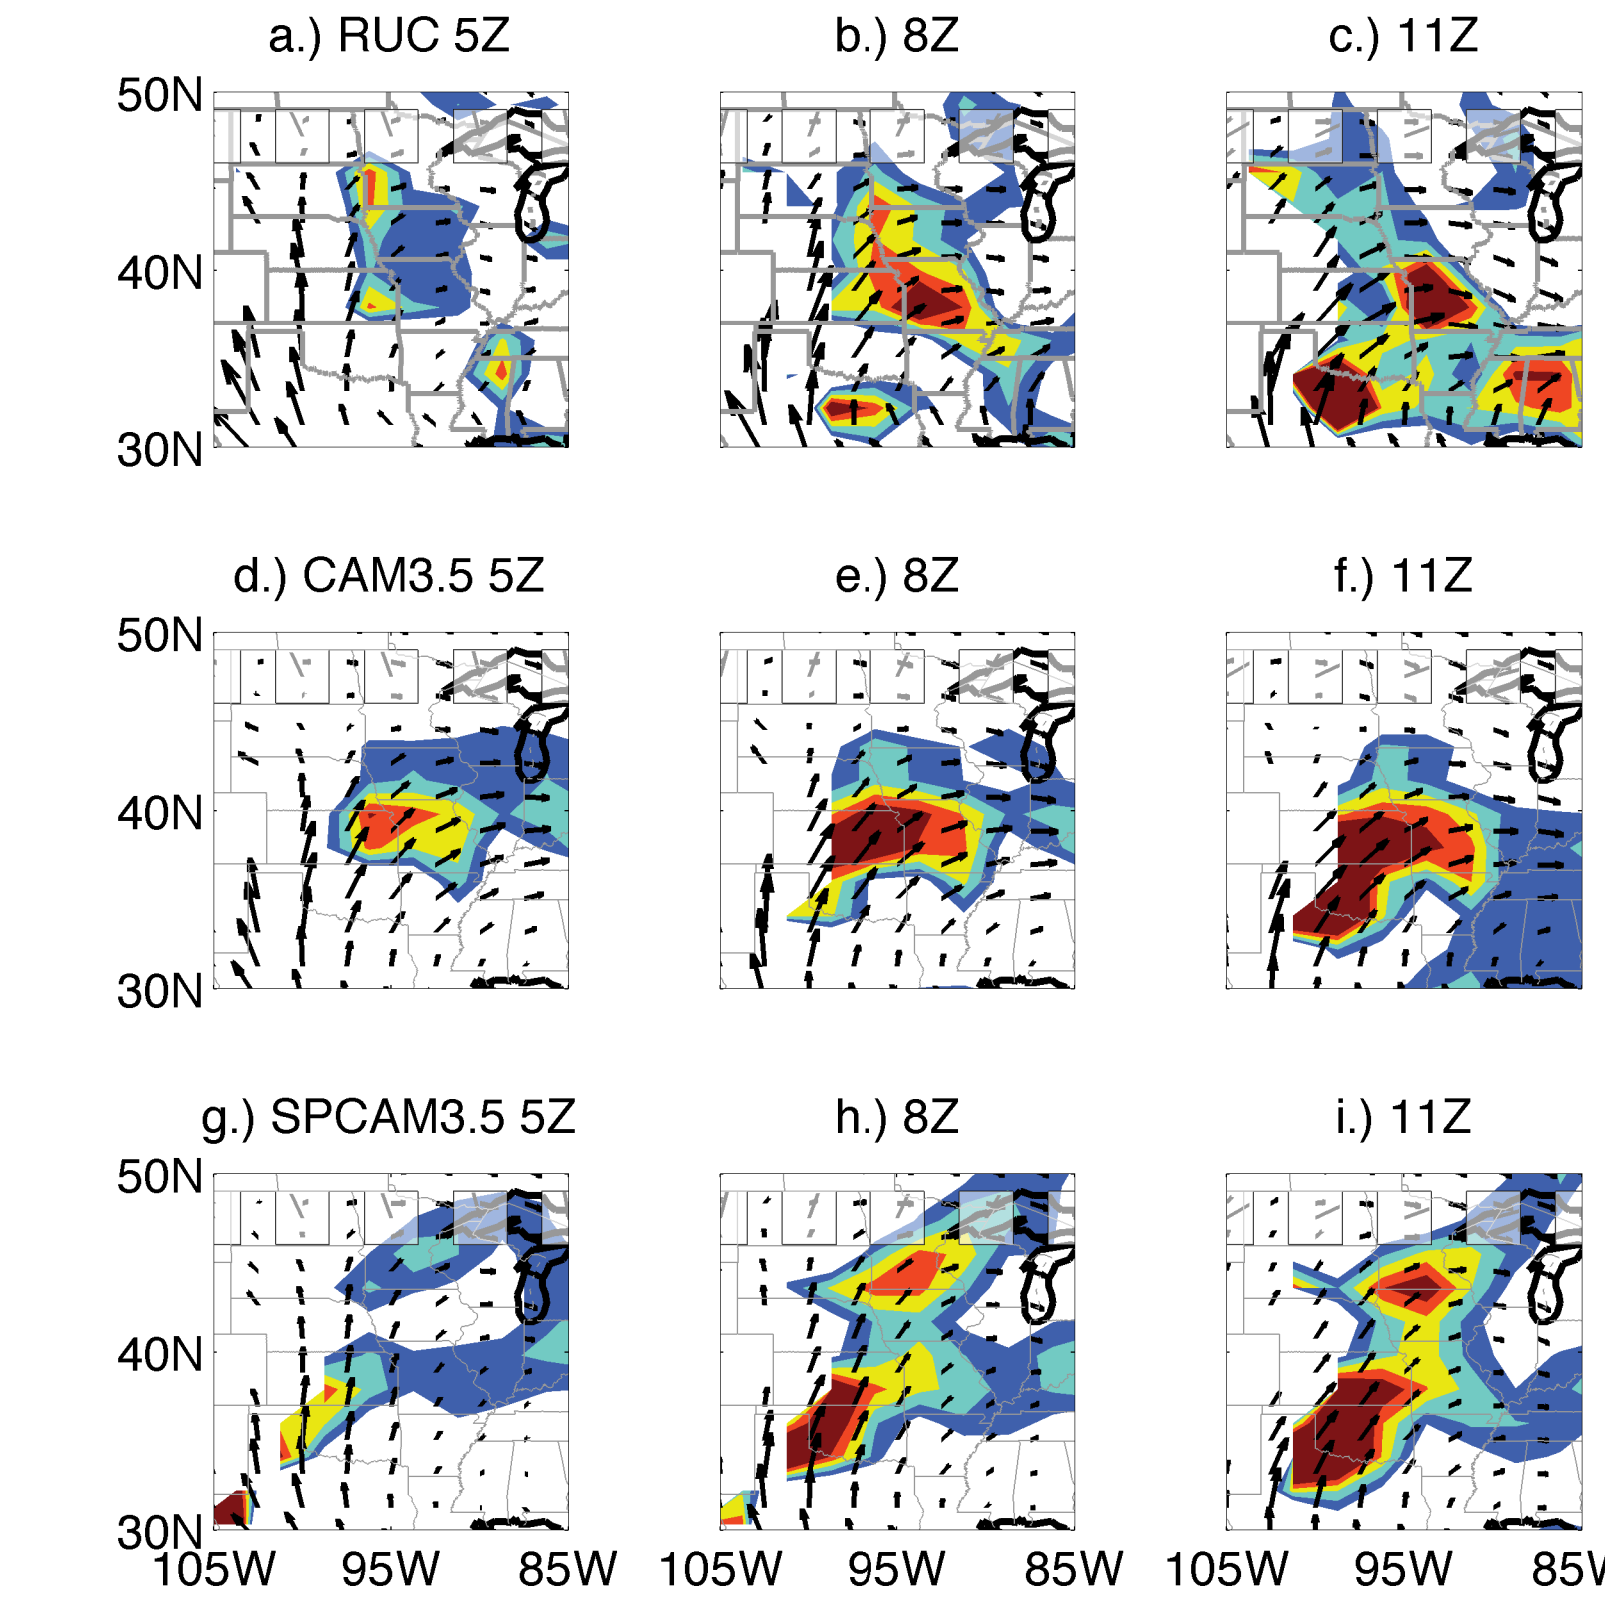 a.) RUC 5Z
b.) 8Z
c.) 11Z
50N
40N
30N
d.) CAM3.5 5Z
e.) 8Z
f.) 11Z
50N
40N
30N
g.) SPCAM3.5 5Z
h.) 8Z
i.) 11Z
50N
40N
30N
105W 95W 85W 105W 95W 85W 105W 95W 85W